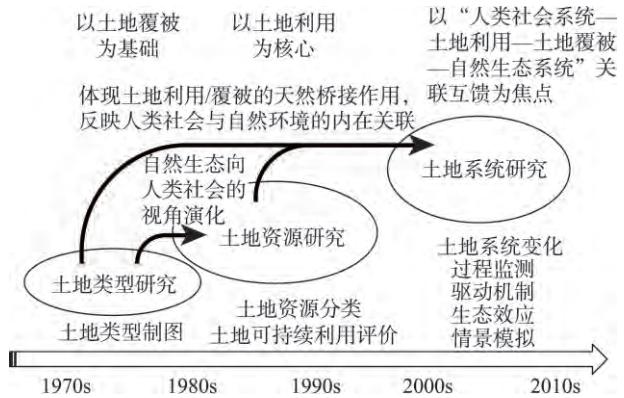 以土地覆被
为基础
以土地利用
为核心
以“人类社会系统—
土地利用—土地覆被
—自然生态系统”关
联互馈为焦点
体现土地利用/覆被的天然桥接作用，
反映人类社会与自然环境的内在关联
自然生态向
人类社会的
视角演化
土地系统研究
土地资源研究
土地类型研究
土地类型制图
土地资源分类
土地可持续利用评价
土地系统变化
过程监测
驱动机制
生态效应
情景模拟
1970s
1980s
1990s
2000s
2010s